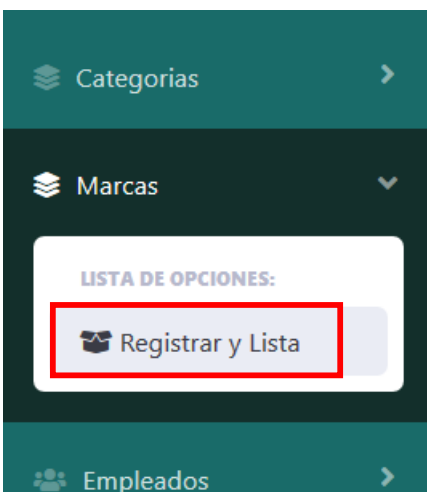 Categorias
Marcas
LISTA DE OPCIONES:
Registrar y Lista
Empleados